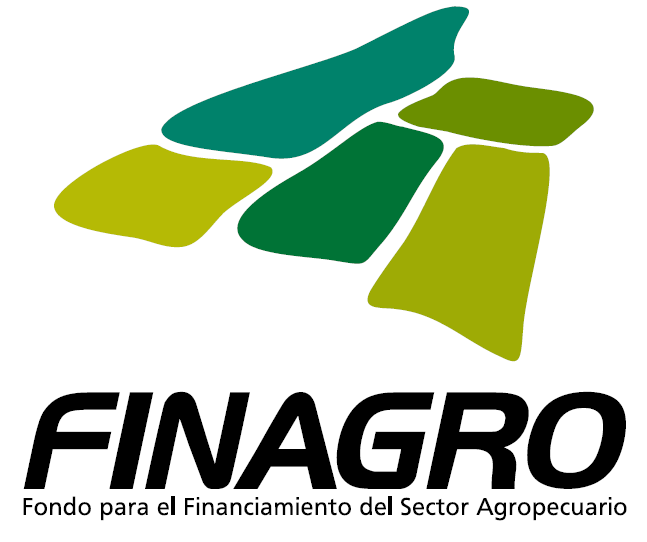 FINAGRO
Fondo para el Financiamiento del Sector Agropecuario